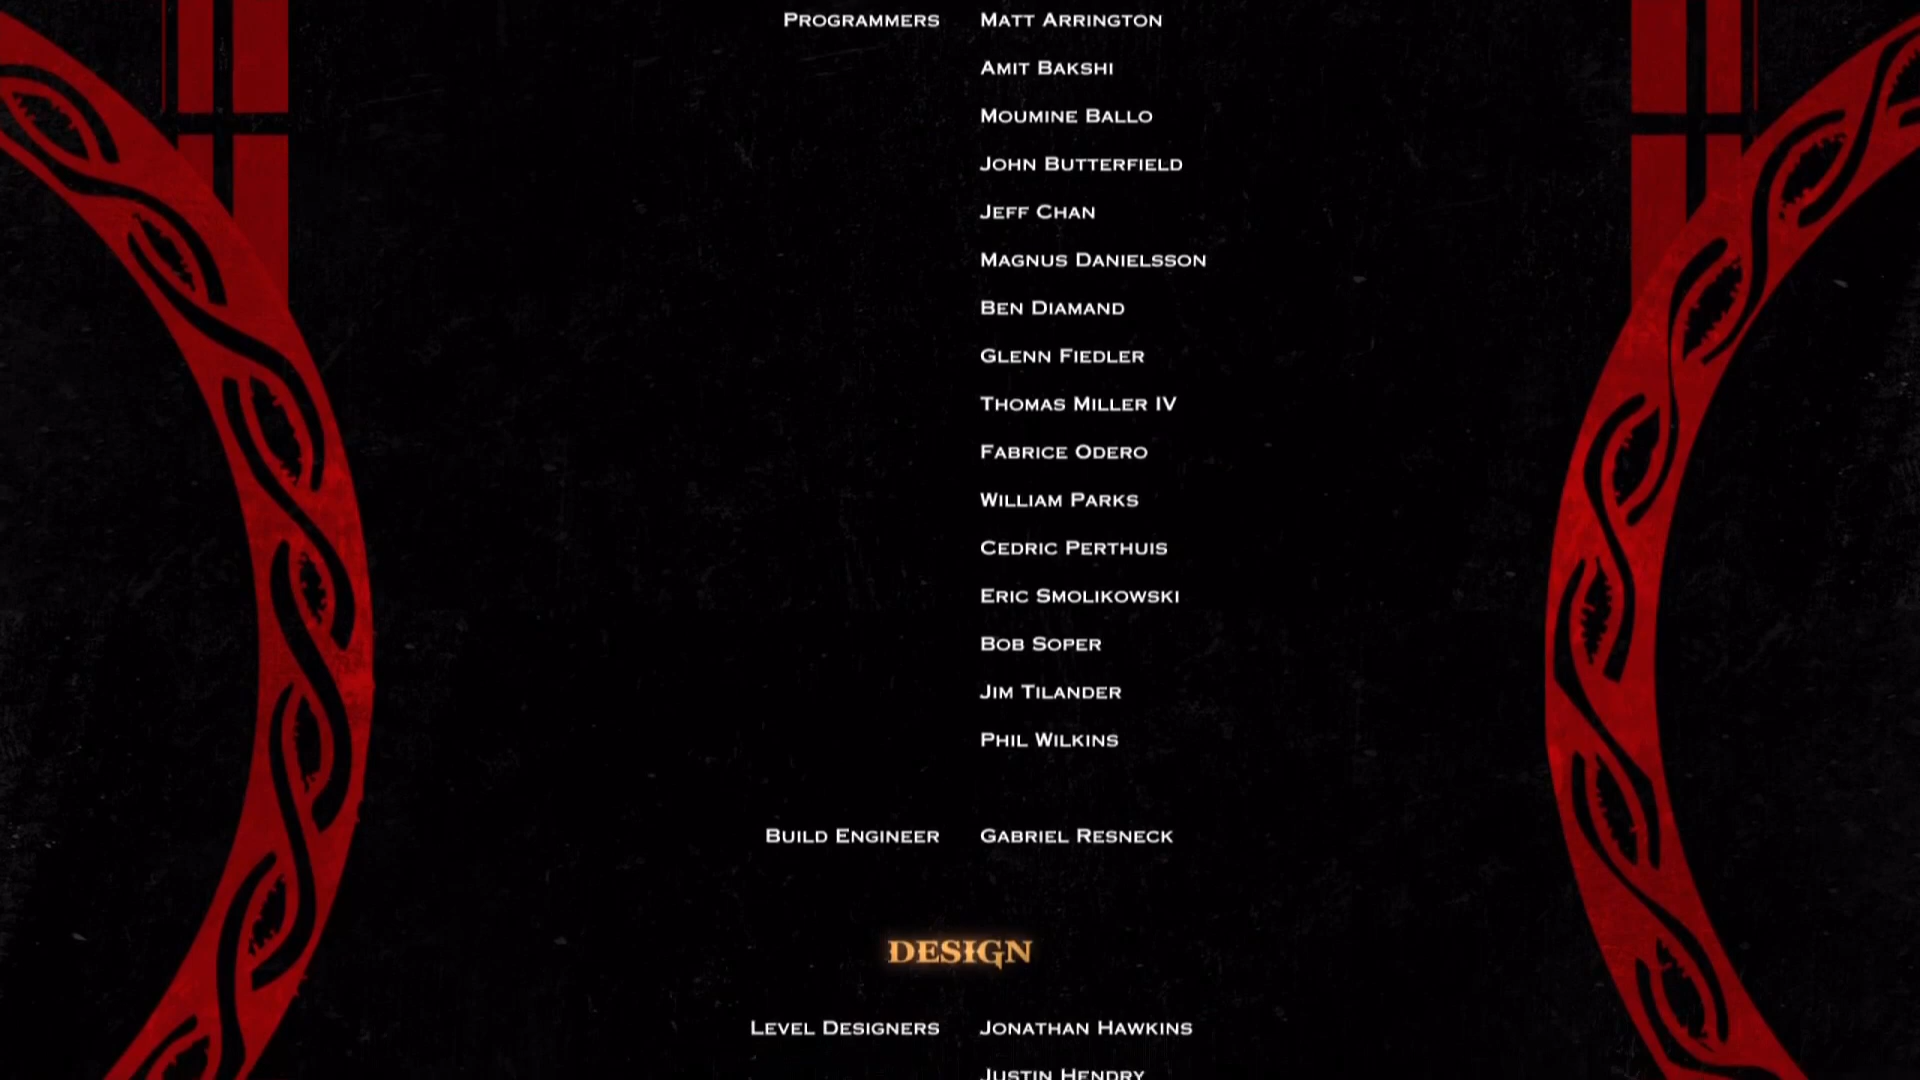 Programmers Matt Arrington
Amit Bakshi
Moumine Ballo
John Butterfield
Jeff Chan
Magnus Danielsson
Ben Diamand
Glenn Fiedler
Thomas Miller IV
Fabrice Odero
William Parks
Cedric Perthuis
Eric Smolikowski
Bob Soper
Jim Tilander
Phil Wilkins
Build Engineer Gabriel Resneck
DESIGN
Level Designers Jonathan Hawkins
Justin Hendry